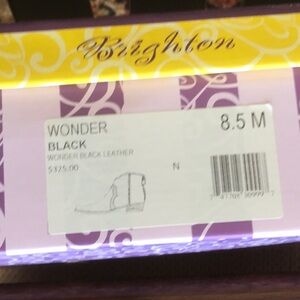 Brighton
WONDER 8.5 M
BLACK
WONDER BLACK LEATHER
$325.00 N